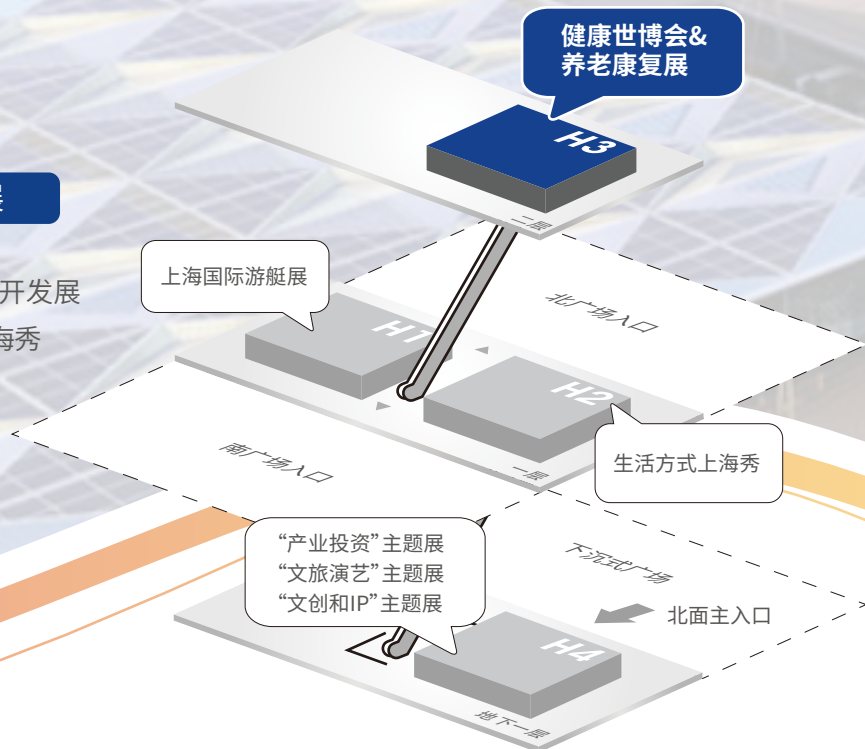 健康世博会&
养老康复展
H3
二层
展
开发展
海秀
上海国际游艇展
北广场入口
H1
H2
生活方式上海秀
南广场入口
一层
“产业投资”主题展
“文旅演艺”主题展
“文创和IP”主题展
下沉式广场
北面主入口
H4
地下一层